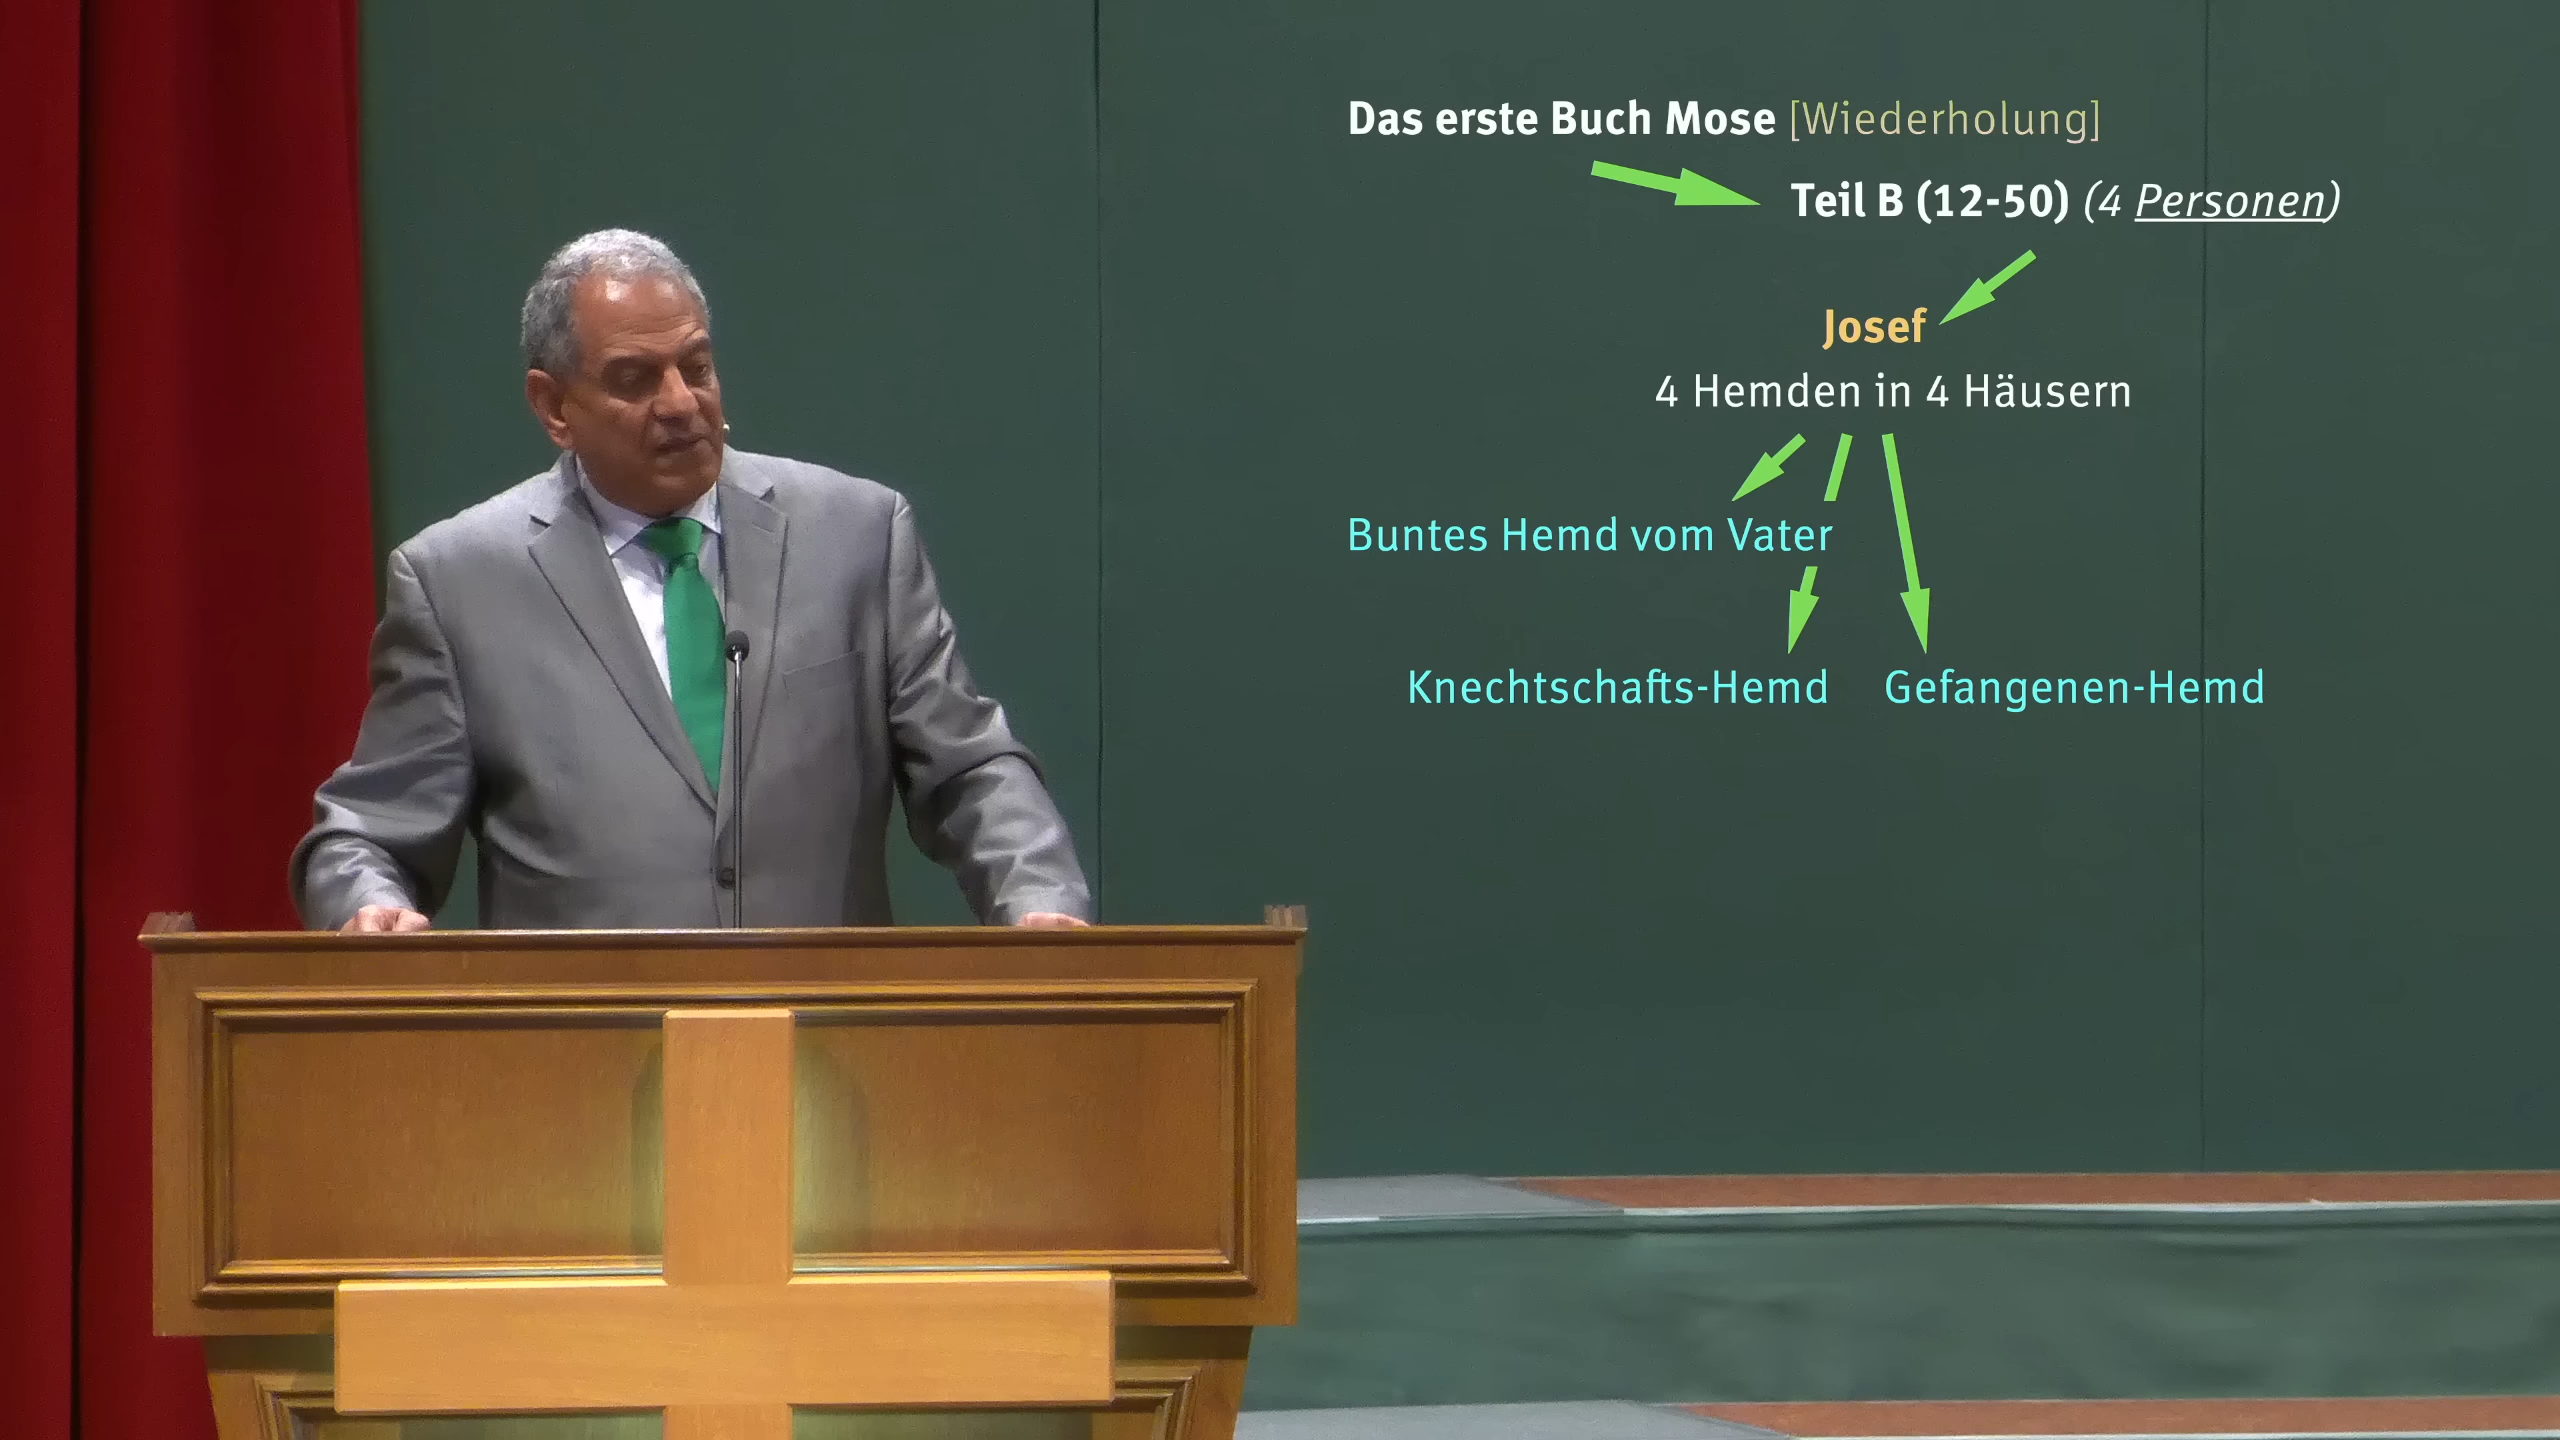 Das erste Buch Mose [Wiederholung]
Teil B (12-50) (4 Personen)
Josef
4 Hemden in 4 Häusern
Buntes Hemd vom Vater
Knechtschafts-Hemd Gefangenen-Hemd